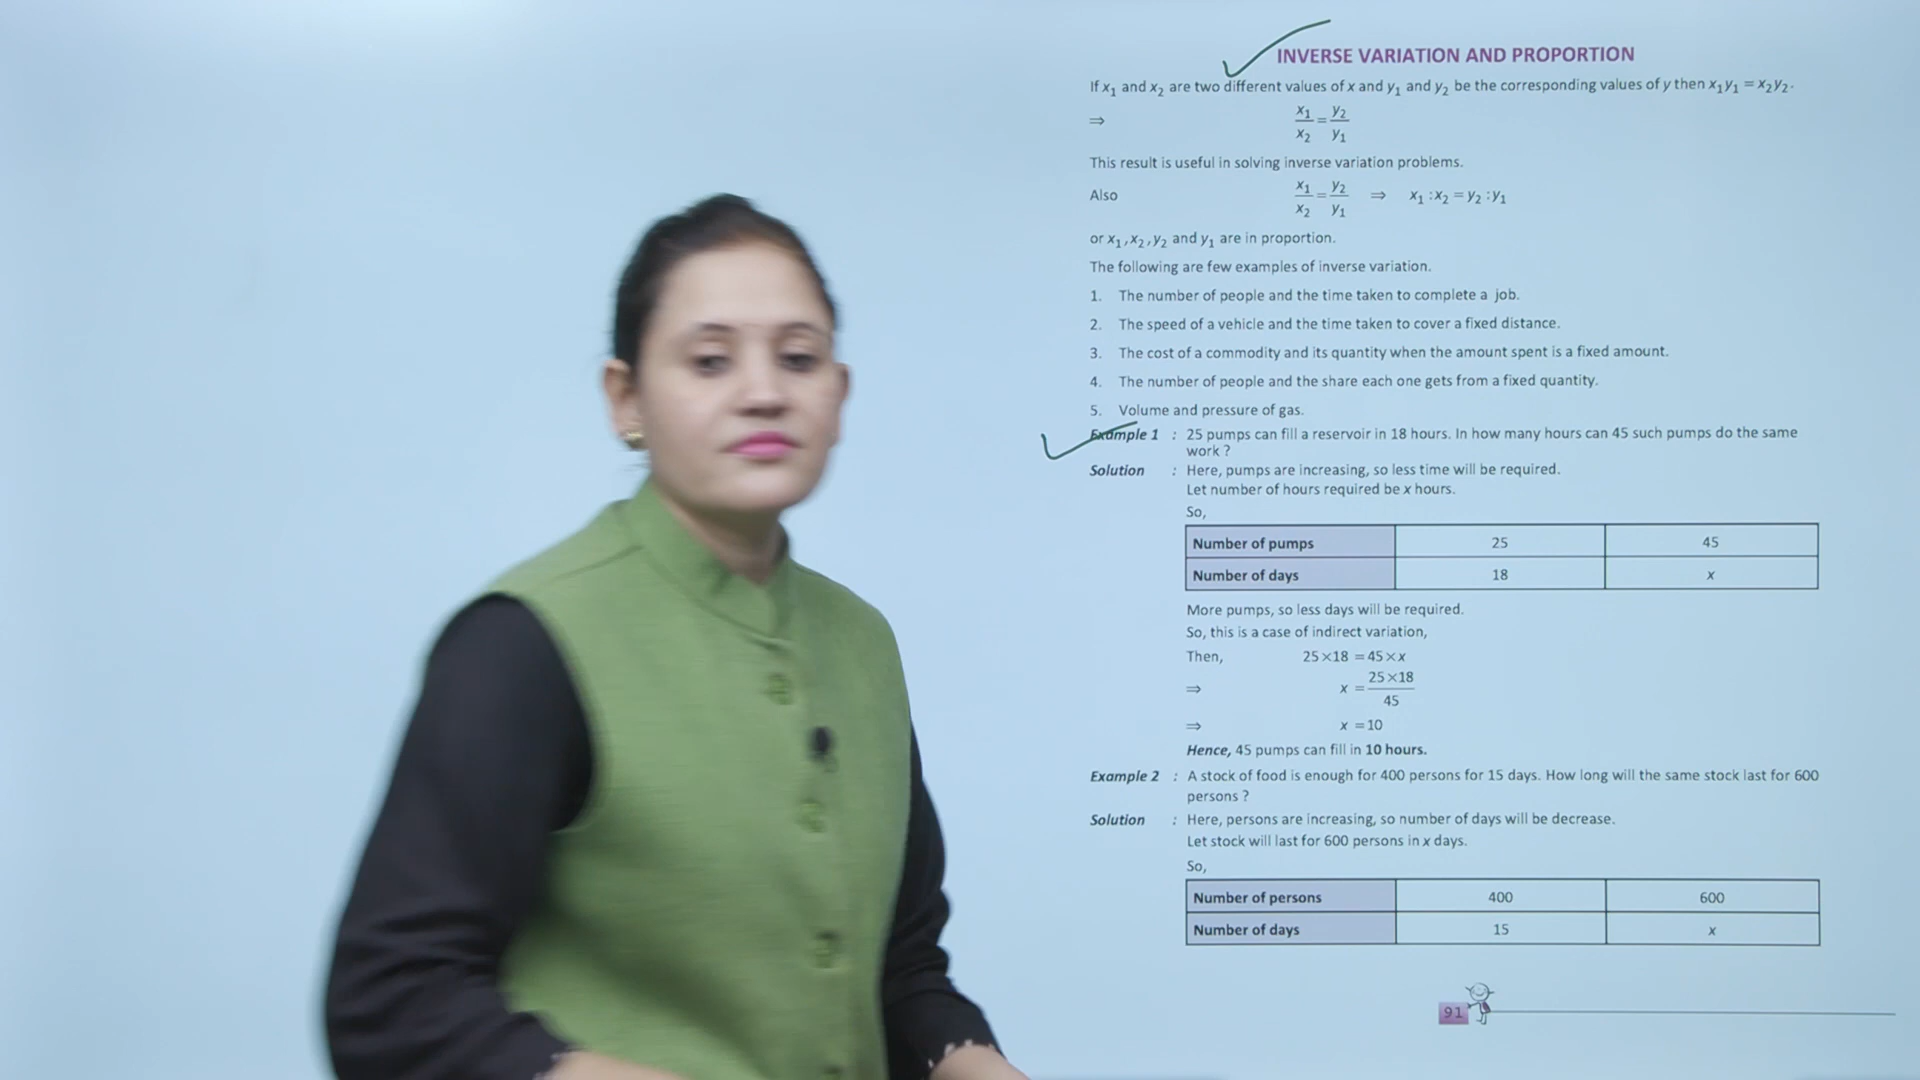 INVERSE VARIATION AND PROPORTION
If x₁ and x₂ are two different values of x and y₁ and y₂ be the corresponding values of y then x₁y₁ = x₂y₂.
⇒ x₁/x₂ = y₂/y₁
This result is useful in solving inverse variation problems.
Also x₁/x₂ = y₂/y₁ ⇒ x₁ : x₂ = y₂ : y₁
or x₁, x₂, y₂ and y₁ are in proportion.
The following are few examples of inverse variation.
1. The number of people and the time taken to complete a job.
2. The speed of a vehicle and the time taken to cover a fixed distance.
3. The cost of a commodity and its quantity when the amount spent is a fixed amount.
4. The number of people and the share each one gets from a fixed quantity.
5. Volume and pressure of gas.
Example 1 : 25 pumps can fill a reservoir in 18 hours. In how many hours can 45 such pumps do the same
work ?
Solution : Here, pumps are increasing, so less time will be required.
Let number of hours required be x hours.
So,
Number of pumps 25 45
Number of days 18 x
More pumps, so less days will be required.
So, this is a case of indirect variation,
Then, 25×18 = 45×x
⇒ x = 25×18/45
⇒ x = 10
Hence, 45 pumps can fill in 10 hours.
Example 2 : A stock of food is enough for 400 persons for 15 days. How long will the same stock last for 600
persons ?
Solution : Here, persons are increasing, so number of days will be decrease.
Let stock will last for 600 persons in x days.
So,
Number of persons 400 600
Number of days 15 x
91